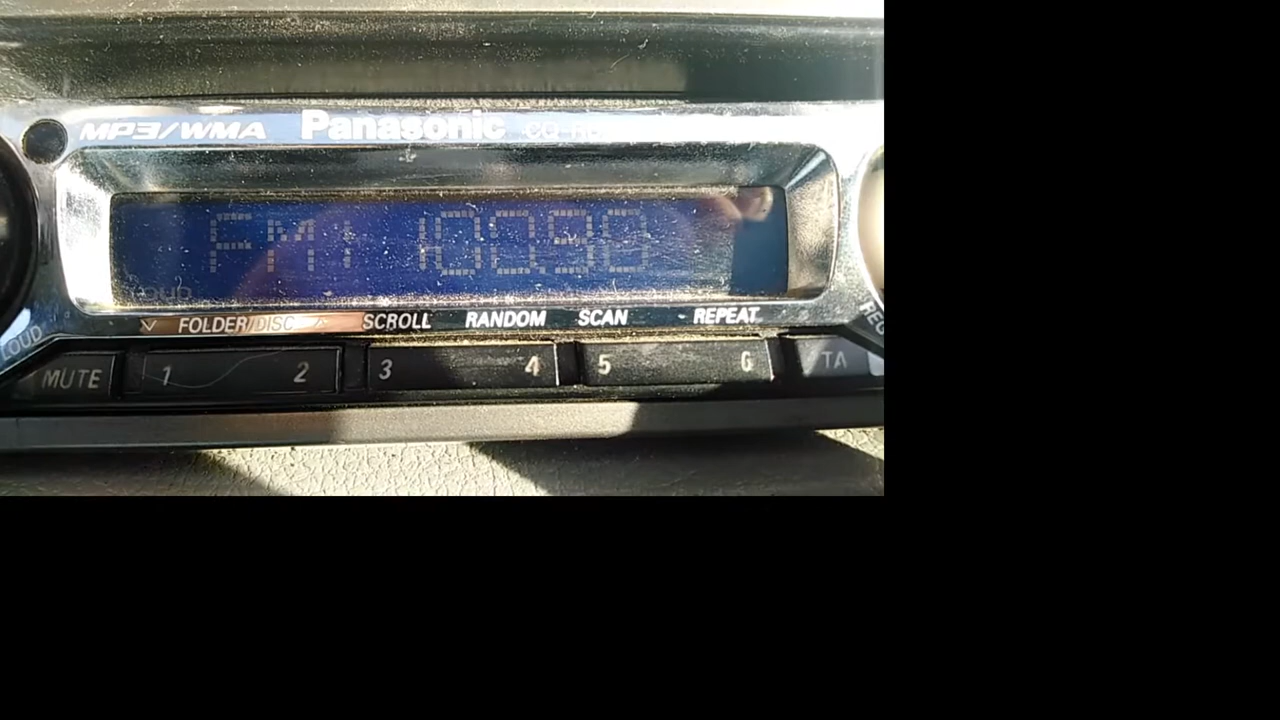 MP3/WMA Panasonic CQ
FM1 100.90
LOUD
FOLDER/DISC SCROLL RANDOM SCAN REPEAT
MUTE 1 2 3 4 5 6 TA